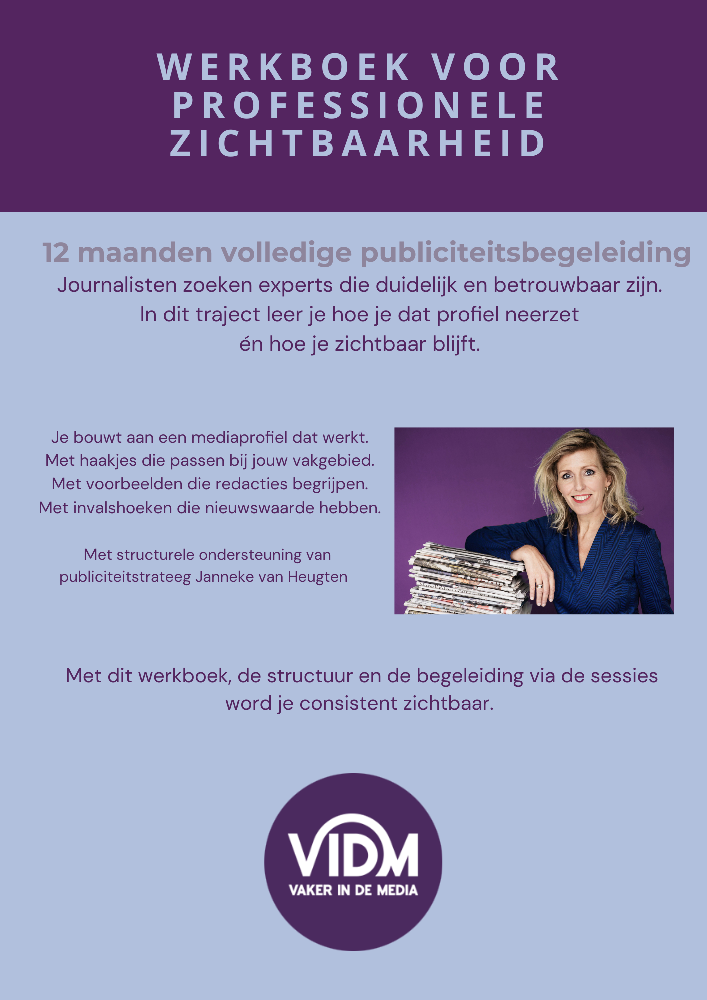 WERKBOEK VOOR
PROFESSIONELE
ZICHTBAARHEID
12 maanden volledige publiciteitsbegeleiding
Journalisten zoeken experts die duidelijk en betrouwbaar zijn.
In dit traject leer je hoe je dat profiel neerzet
én hoe je zichtbaar blijft.
Je bouwt aan een mediaprofiel dat werkt.
Met haakjes die passen bij jouw vakgebied.
Met voorbeelden die redacties begrijpen.
Met invalshoeken die nieuwswaarde hebben.
Met structurele ondersteuning van
publiciteitstrateeg Janneke van Heugten
Met dit werkboek, de structuur en de begeleiding via de sessies
word je consistent zichtbaar.
VIDM
VAKER IN DE MEDIA